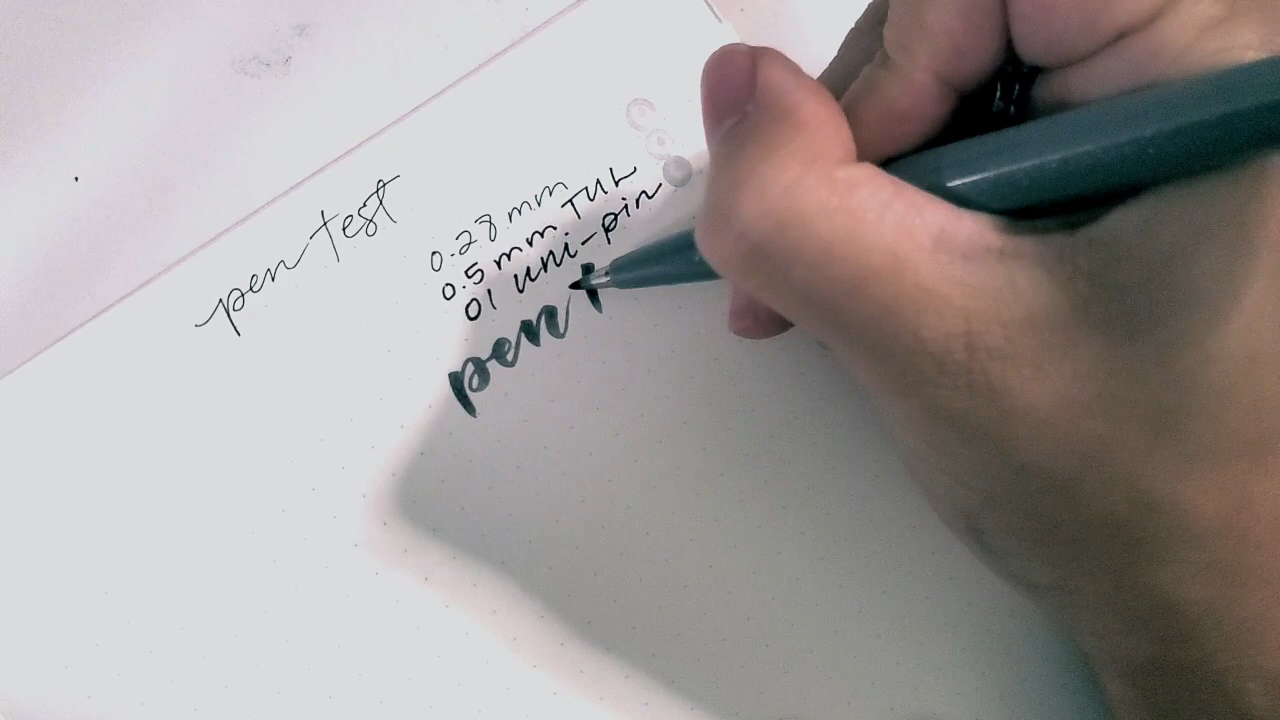 pen test
0.28 mm
0.5 mm TUL
01 uni-pin
pen t